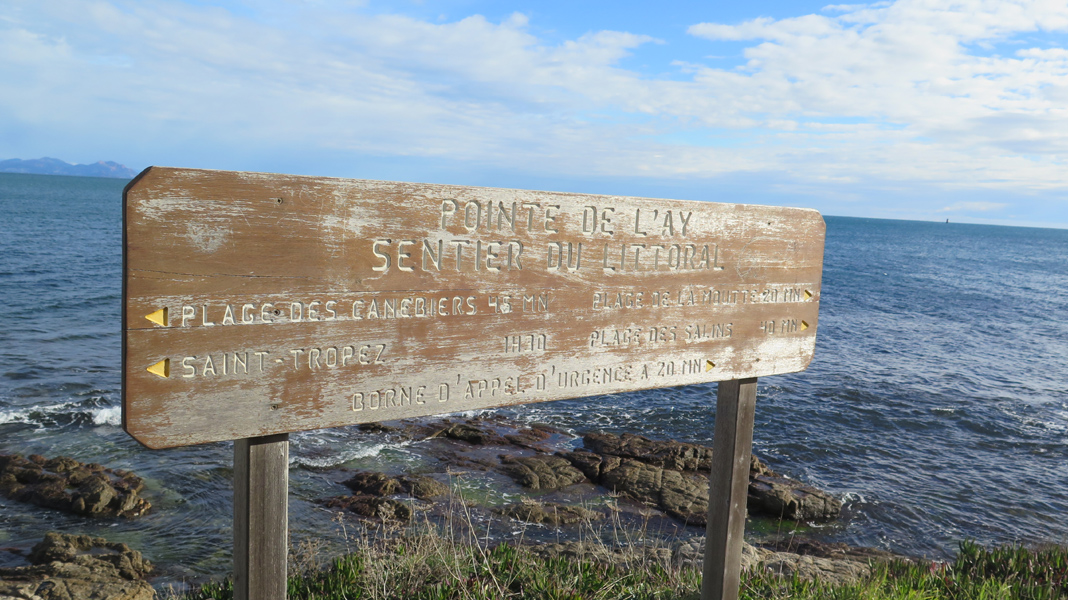 POINTE DE L'AY
SENTIER DU LITTORAL
PLAGE DES CANEBIERS 45 MN PLAGE DE LA MOUTTE 20 MN
SAINT-TROPEZ 1H30 PLAGE DES SALINS 40 MN
BORNE D'APPEL D'URGENCE A 20 MN